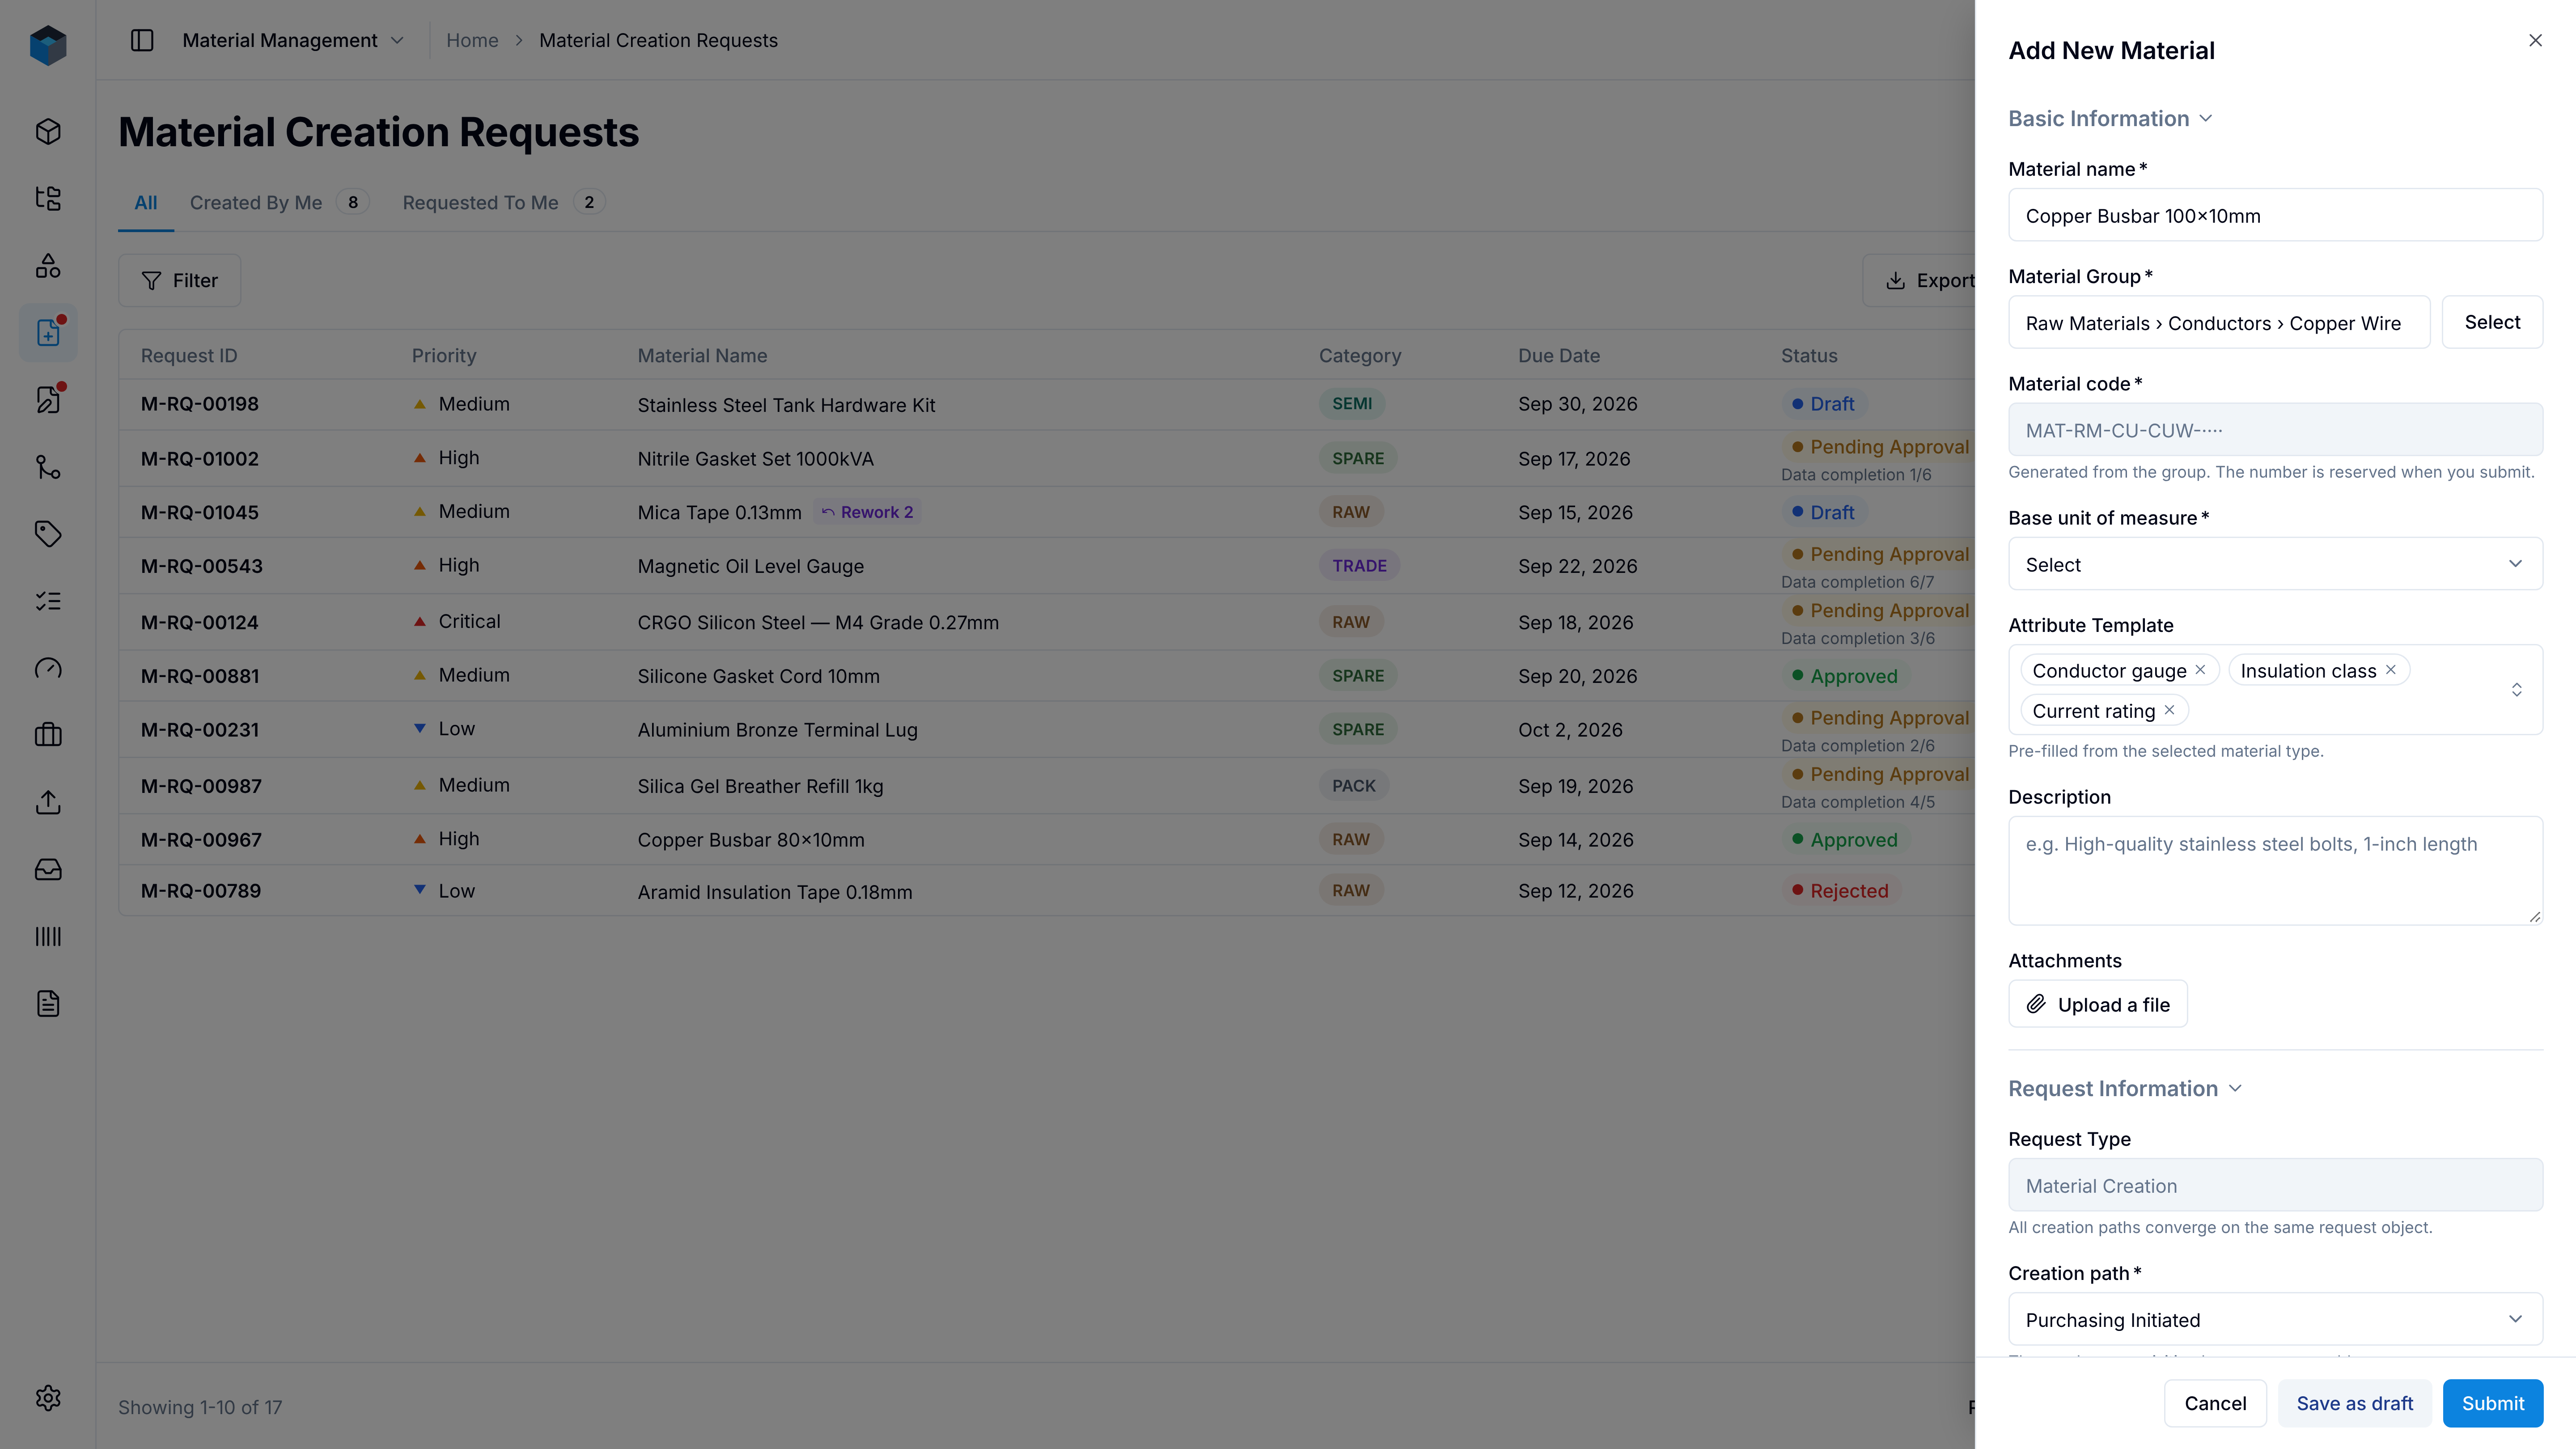 Material Management
Home
Material Creation Requests
Material Creation Requests
All
Created By Me 8
Requested To Me 2
Filter
Export
Request ID Priority Material Name Category Due Date Status
M-RQ-00198 Medium Stainless Steel Tank Hardware Kit SEMI Sep 30, 2026 Draft
M-RQ-01002 High Nitrile Gasket Set 1000kVA SPARE Sep 17, 2026 Pending Approval
Data completion 1/6
M-RQ-01045 Medium Mica Tape 0.13mm Rework 2 RAW Sep 15, 2026 Draft
M-RQ-00543 High Magnetic Oil Level Gauge TRADE Sep 22, 2026 Pending Approval
Data completion 6/7
M-RQ-00124 Critical CRGO Silicon Steel — M4 Grade 0.27mm RAW Sep 18, 2026 Pending Approval
Data completion 3/6
M-RQ-00881 Medium Silicone Gasket Cord 10mm SPARE Sep 20, 2026 Approved
M-RQ-00231 Low Aluminium Bronze Terminal Lug SPARE Oct 2, 2026 Pending Approval
Data completion 2/6
M-RQ-00987 Medium Silica Gel Breather Refill 1kg PACK Sep 19, 2026 Pending Approval
Data completion 4/5
M-RQ-00967 High Copper Busbar 80×10mm RAW Sep 14, 2026 Approved
M-RQ-00789 Low Aramid Insulation Tape 0.18mm RAW Sep 12, 2026 Rejected
Showing 1-10 of 17
Add New Material
Basic Information
Material name*
Copper Busbar 100×10mm
Material Group*
Raw Materials › Conductors › Copper Wire
Select
Material code*
MAT-RM-CU-CUW-····
Generated from the group. The number is reserved when you submit.
Base unit of measure*
Select
Attribute Template
Conductor gauge
Insulation class
Current rating
Pre-filled from the selected material type.
Description
e.g. High-quality stainless steel bolts, 1-inch length
Attachments
Upload a file
Request Information
Request Type
Material Creation
All creation paths converge on the same request object.
Creation path*
Purchasing Initiated
Cancel
Save as draft
Submit